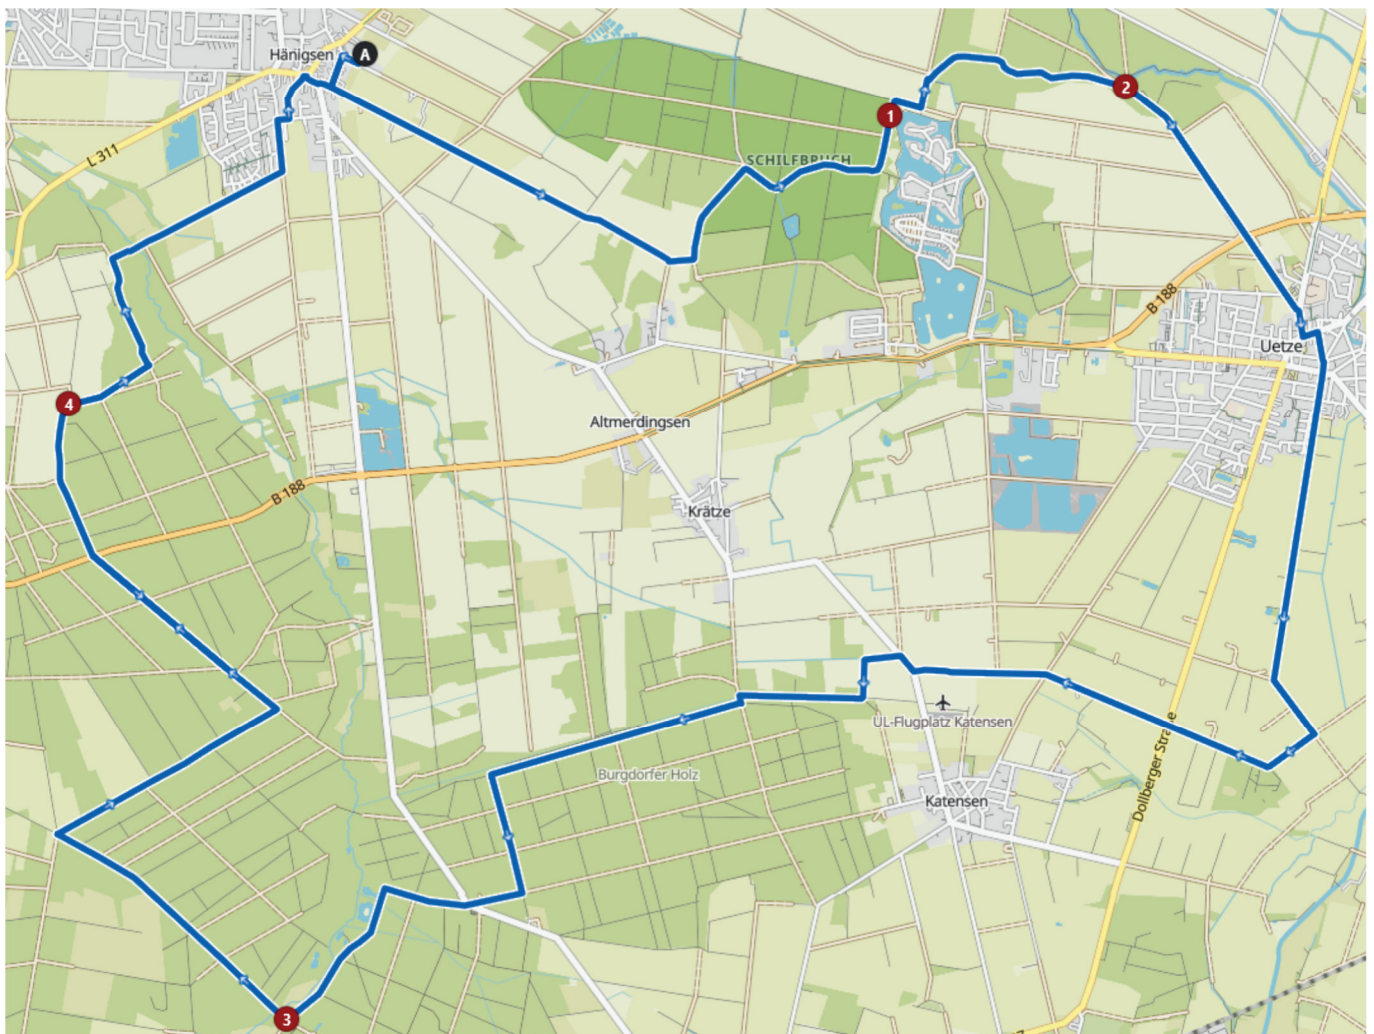 Hänigsen
A
2
1
L 311
SCHILFBRUCH
B 188
Uetze
4
Altmerdingsen
B 188
Krätze
UL-Flugplatz Katensen
Burgdorfer Holz
Katensen
Dollberger Straße
3